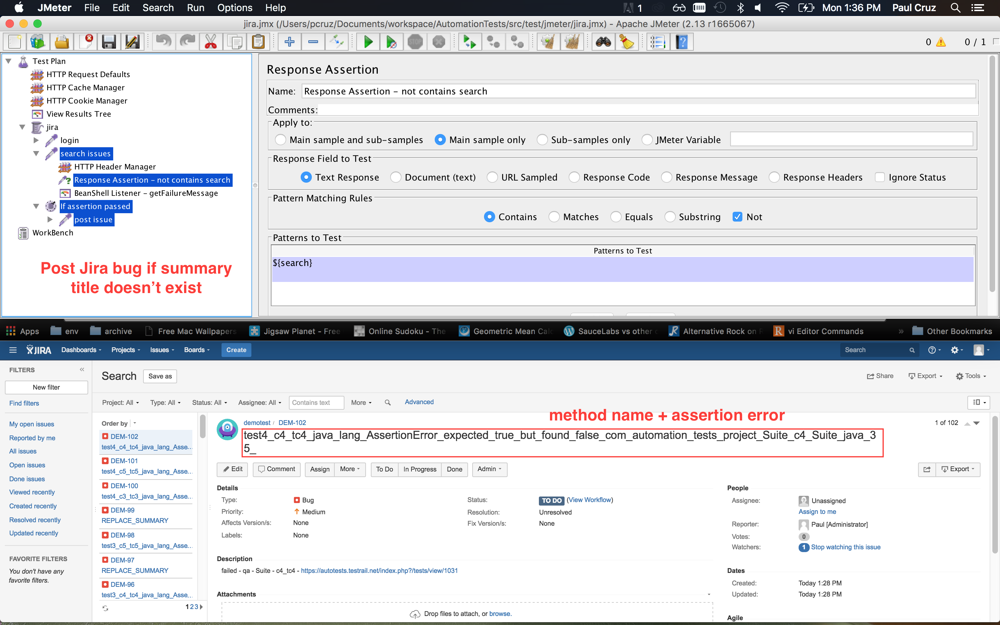 JMeter File Edit Search Run Options Help 1 Mon 1:36 PM Paul Cruz
jira.jmx (/Users/pcruz/Documents/workspace/AutomationTests/src/test/jmeter/jira.jmx) - Apache JMeter (2.13 r1665067)
STOP 0 0 / 1
Test Plan
HTTP Request Defaults
HTTP Cache Manager
HTTP Cookie Manager
View Results Tree
jira
login
search issues
HTTP Header Manager
Response Assertion - not contains search
BeanShell Listener - getFailureMessage
If assertion passed
post issue
WorkBench
Post Jira bug if summary
title doesn't exist
Response Assertion
Name: Response Assertion - not contains search
Comments:
Apply to:
Main sample and sub-samples Main sample only Sub-samples only JMeter Variable
Response Field to Test
Text Response Document (text) URL Sampled Response Code Response Message Response Headers Ignore Status
Pattern Matching Rules
Contains Matches Equals Substring Not
Patterns to Test
Patterns to Test
${search}
Apps env archive Free Mac Wallpapers Jigsaw Planet - Free Online Sudoku - The Geometric Mean Calc SauceLabs vs other Alternative Rock on vi Editor Commands » Other Bookmarks
JIRA Dashboards Projects Issues Boards Create Search
FILTERS «
New filter
Find filters
My open issues
Reported by me
All issues
Open issues
Done issues
Viewed recently
Created recently
Resolved recently
Updated recently
FAVORITE FILTERS
You don't have any
favorite filters.
Search Save as Share Export Tools
Project: All Type: All Status: All Assignee: All Contains text More Advanced
Order by
DEM-102
test4_c4_tc4_java_lang_Asse...
DEM-101
test4_c5_tc5_java_lang_Asse...
DEM-100
test4_c3_tc3_java_lang_Asse...
DEM-99
REPLACE_SUMMARY
DEM-98
test3_c5_tc5_java_lang_Asse...
DEM-97
REPLACE_SUMMARY
DEM-96
test3_c4_tc4_java_lang_Asse...
1 2 3
method name + assertion error
demotest / DEM-102
1 of 102
test4_c4_tc4_java_lang_AssertionError_expected_true_but_found_false_com_automation_tests_project_Suite_c4_Suite_java_3
5_
Edit Comment Assign More To Do In Progress Done Admin Export
Details
Type: Bug
Priority: Medium
Affects Version/s: None
Labels: None
Status: TO DO (View Workflow)
Resolution: Unresolved
Fix Version/s: None
Description
failed - qa - Suite - c4_tc4 - https://autotests.testrail.net/index.php?/tests/view/1031
Attachments
Drop files to attach, or browse.
People
Assignee: Unassigned
Assign to me
Reporter: Paul [Administrator]
Votes: 0
Watchers: 1 Stop watching this issue
Dates
Created: Today 1:28 PM
Updated: Today 1:28 PM
Agile